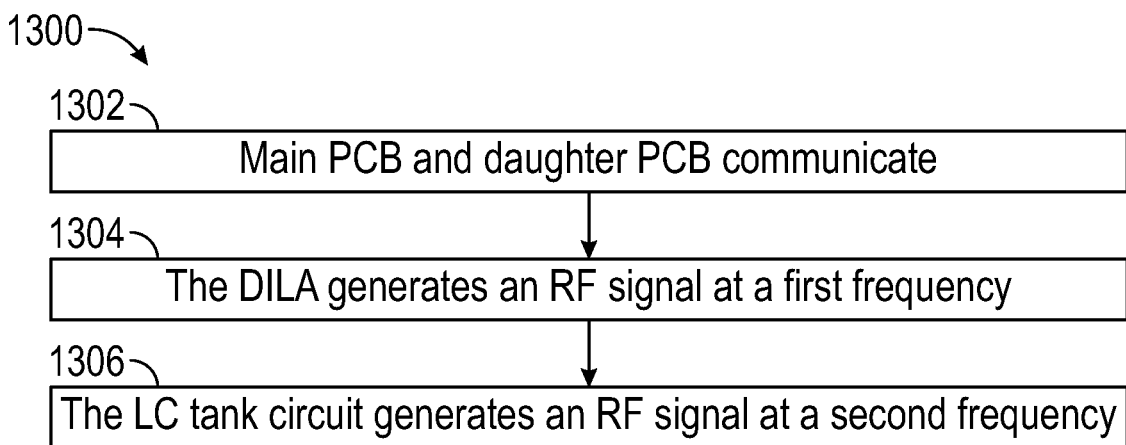 1300
1302
Main PCB and daughter PCB communicate
1304
The DILA generates an RF signal at a first frequency
1306
The LC tank circuit generates an RF signal at a second frequency